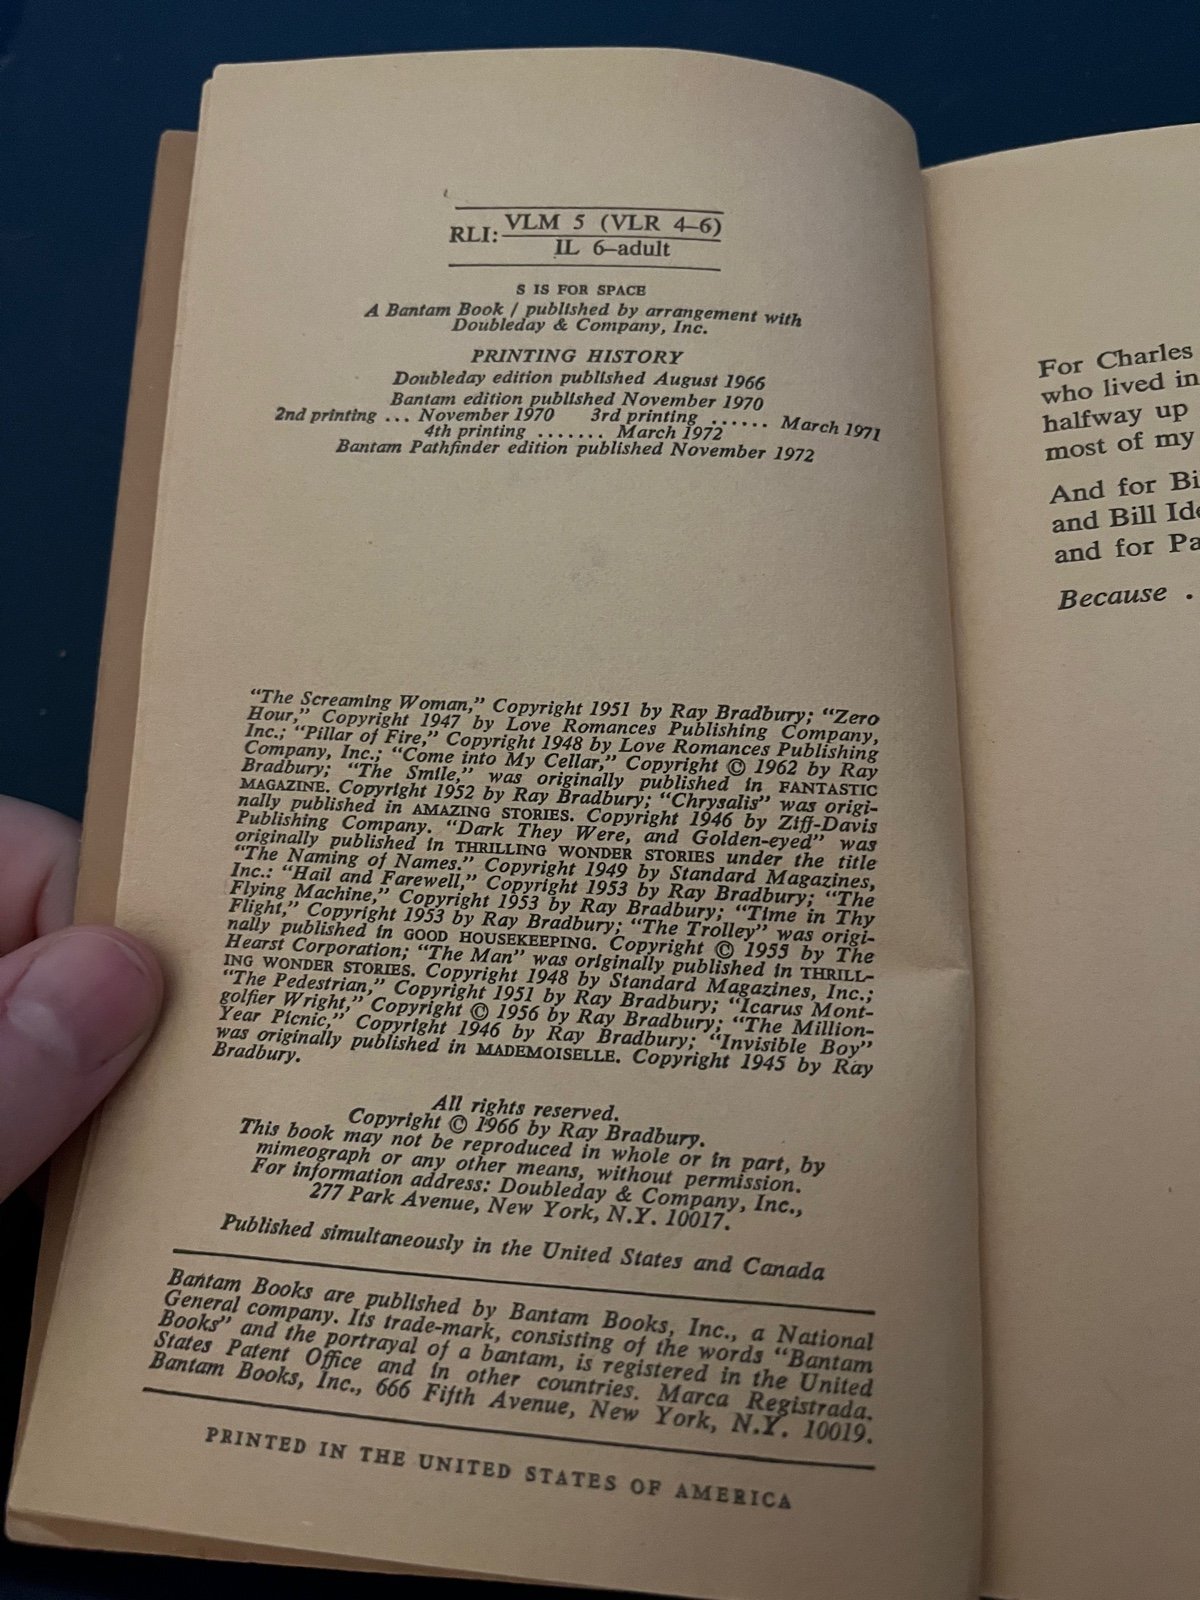 RLI: VLM 5 (VLR 4–6)
IL 6–adult
S IS FOR SPACE
A Bantam Book / published by arrangement with
Doubleday & Company, Inc.
PRINTING HISTORY
Doubleday edition published August 1966
Bantam edition published November 1970
2nd printing ... November 1970 3rd printing ...... March 1971
4th printing ....... March 1972
Bantam Pathfinder edition published November 1972
“The Screaming Woman,” Copyright 1951 by Ray Bradbury; “Zero
Hour,” Copyright 1947 by Love Romances Publishing Company,
Inc.; “Pillar of Fire,” Copyright 1948 by Love Romances Publishing
Company, Inc.; “Come into My Cellar,” Copyright © 1962 by Ray
Bradbury; “The Smile,” was originally published in FANTASTIC
MAGAZINE. Copyright 1952 by Ray Bradbury; “Chrysalis” was origi-
nally published in AMAZING STORIES. Copyright 1946 by Ziff-Davis
Publishing Company. “Dark They Were, and Golden-eyed” was
originally published in THRILLING WONDER STORIES under the title
“The Naming of Names.” Copyright 1949 by Standard Magazines,
Inc.: “Hail and Farewell,” Copyright 1953 by Ray Bradbury; “The
Flying Machine,” Copyright 1953 by Ray Bradbury; “Time in Thy
Flight,” Copyright 1953 by Ray Bradbury; “The Trolley” was origi-
nally published in GOOD HOUSEKEEPING. Copyright © 1955 by The
Hearst Corporation; “The Man” was originally published in THRILL-
ING WONDER STORIES. Copyright 1948 by Standard Magazines, Inc.;
“The Pedestrian,” Copyright 1951 by Ray Bradbury; “Icarus Mont-
golfier Wright,” Copyright © 1956 by Ray Bradbury; “The Million-
Year Picnic,” Copyright 1946 by Ray Bradbury; “Invisible Boy”
was originally published in MADEMOISELLE. Copyright 1945 by Ray
Bradbury.
All rights reserved.
Copyright © 1966 by Ray Bradbury.
This book may not be reproduced in whole or in part, by
mimeograph or any other means, without permission.
For information address: Doubleday & Company, Inc.,
277 Park Avenue, New York, N.Y. 10017.
Published simultaneously in the United States and Canada
Bantam Books are published by Bantam Books, Inc., a National
General company. Its trade-mark, consisting of the words “Bantam
Books” and the portrayal of a bantam, is registered in the United
States Patent Office and in other countries. Marca Registrada.
Bantam Books, Inc., 666 Fifth Avenue, New York, N.Y. 10019.
PRINTED IN THE UNITED STATES OF AMERICA
For Charles
who lived in
halfway up
most of my
And for
and Bill
and for
Because .